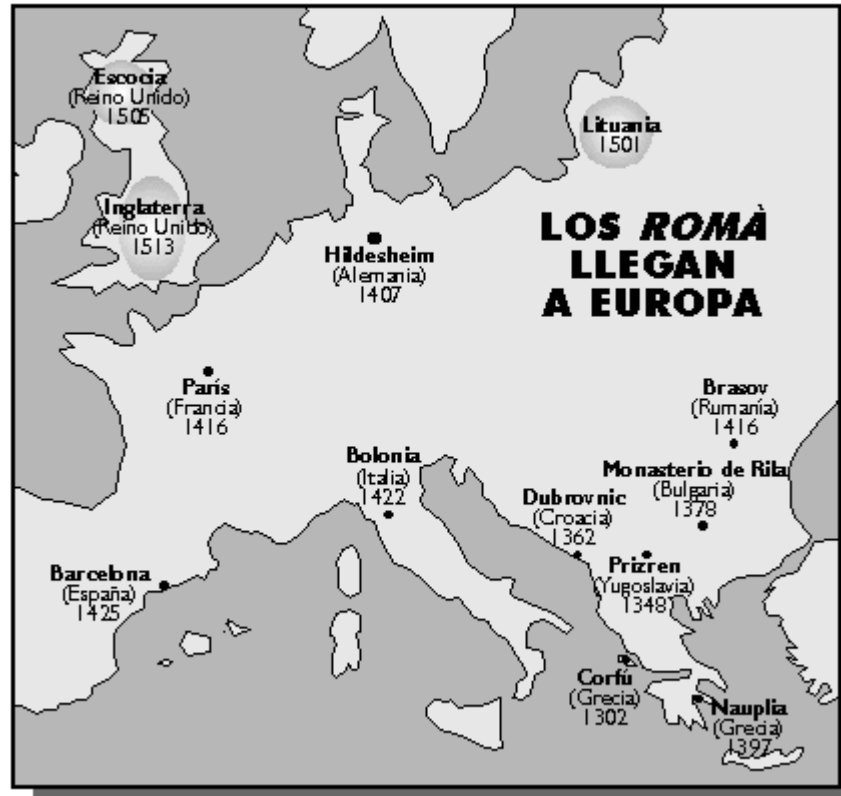 Escocia
(Reino Unido)
1505
Lituania
1501
Inglaterra
(Reino Unido)
1513
LOS ROMÀ
LLEGAN
A EUROPA
Hildesheim
(Alemania)
1407
París
(Francia)
1416
Brasov
(Rumanía)
1416
Bolonia
(Italia)
1422
Monasterio de Rila
(Bulgaria)
1378
Dubrovnic
(Croacia)
1362
Prizren
(Yugoslavia)
1348
Barcelona
(España)
1425
Corfú
(Grecia)
1302
Nauplia
(Grecia)
1397